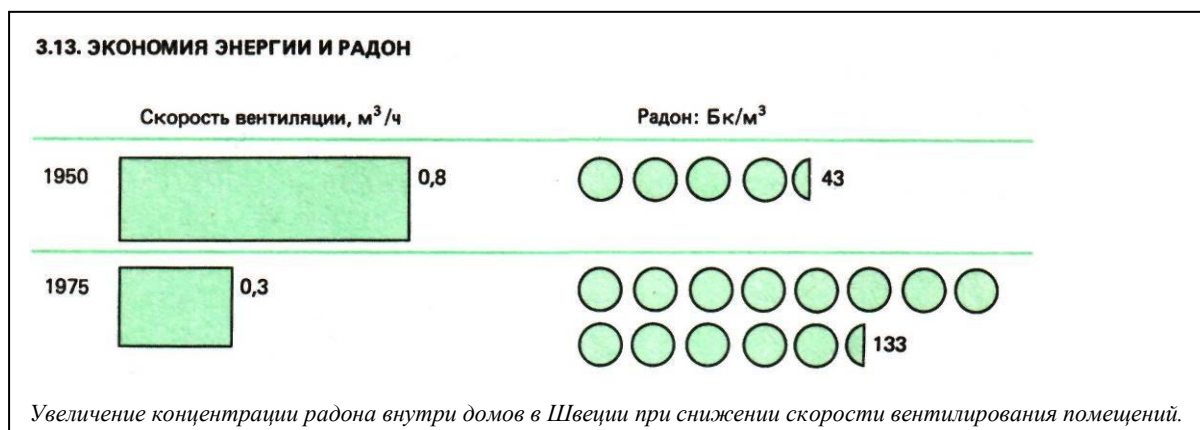 3.13. ЭКОНОМИЯ ЭНЕРГИИ И РАДОН
Скорость вентиляции, м³/ч Радон: Бк/м³
1950 0,8 43
1975 0,3
133
Увеличение концентрации радона внутри домов в Швеции при снижении скорости вентилирования помещений.